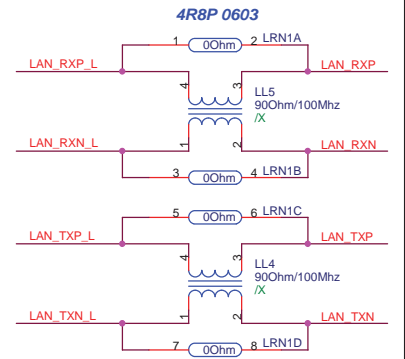 4R8P 0603
1 0Ohm 2 LRN1A
LAN_RXP_L LAN_RXP
4 3
LL5
90Ohm/100Mhz
/X
LAN_RXN_L 1 2 LAN_RXN
3 0Ohm 4 LRN1B
5 0Ohm 6 LRN1C
LAN_TXP_L LAN_TXP
4 3
LL4
90Ohm/100Mhz
/X
LAN_TXN_L 1 2 LAN_TXN
7 0Ohm 8 LRN1D